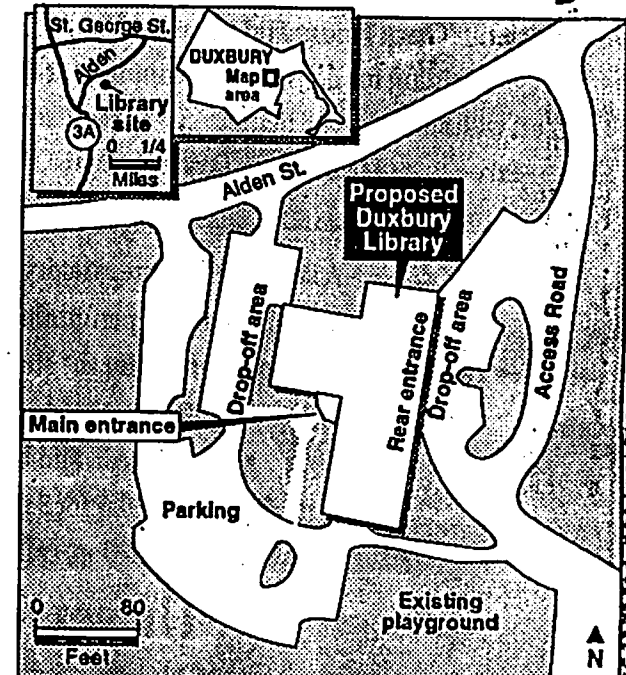 St. George St.
Alden
Library
site
3A
0 1/4
Miles
DUXBURY
Map
area
Alden St.
Proposed
Duxbury
Library
Drop-off area
Rear entrance
Drop-off area
Access Road
Main entrance
Parking
0 80
Feet
Existing
playground
N